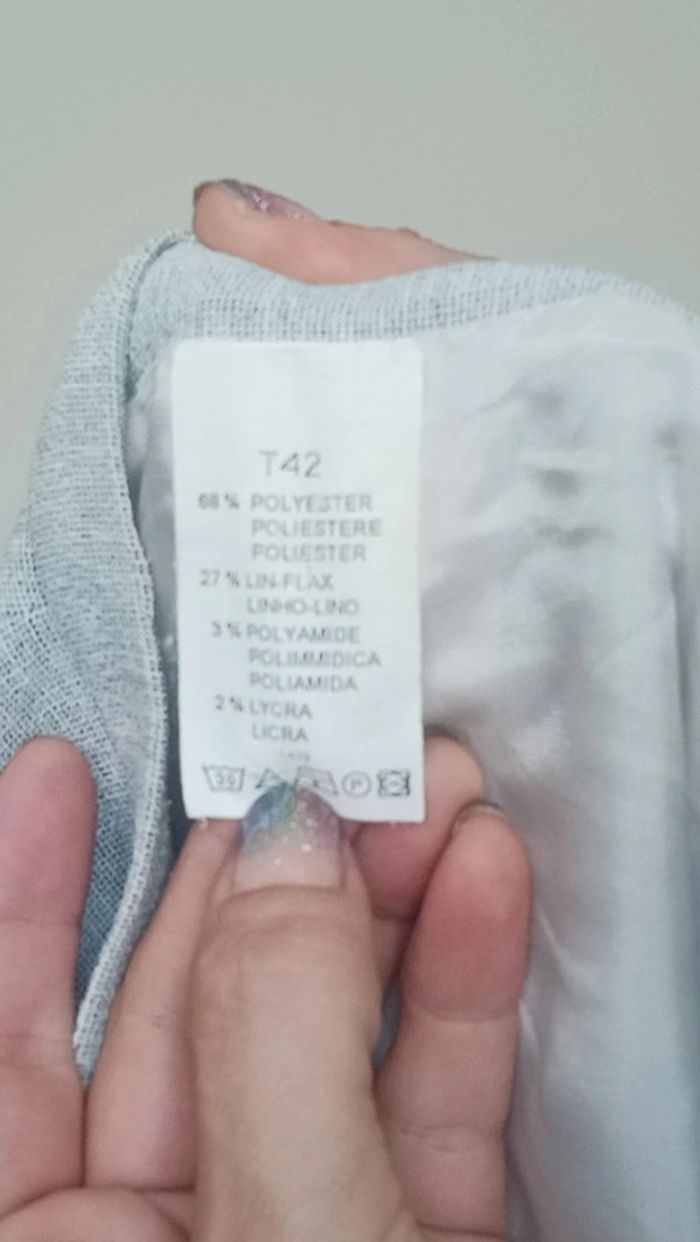 T42
68% POLYESTER
POLIESTERE
POLIESTER
27% LIN-FLAX
LINHO-LINO
3% POLYAMIDE
POLIMMIDICA
POLIAMIDA
2% LYCRA
LICRA
P